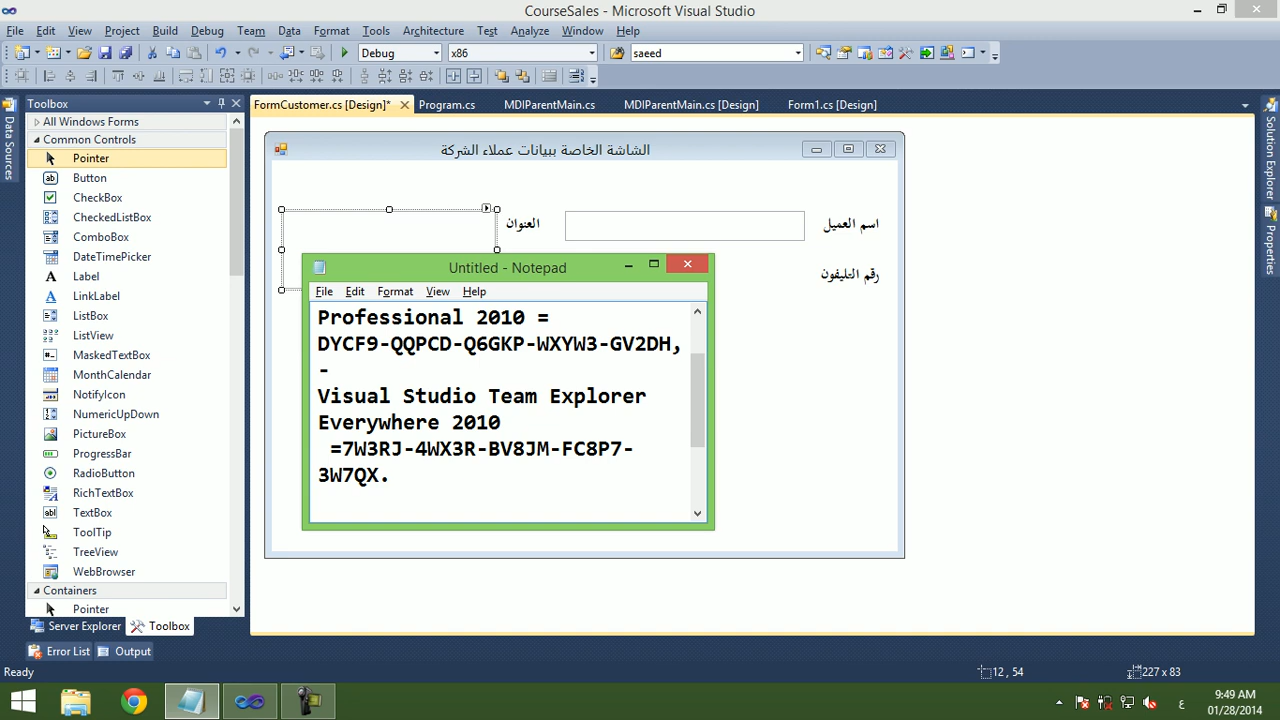 CourseSales - Microsoft Visual Studio
File Edit View Project Build Debug Team Data Format Tools Architecture Test Analyze Window Help
Debug x86 saeed
Toolbox
FormCustomer.cs [Design]* Program.cs MDIParentMain.cs MDIParentMain.cs [Design] Form1.cs [Design]
Data Sources
Solution Explorer
Properties
All Windows Forms
Common Controls
Pointer
Button
CheckBox
CheckedListBox
ComboBox
DateTimePicker
Label
LinkLabel
ListBox
ListView
MaskedTextBox
MonthCalendar
NotifyIcon
NumericUpDown
PictureBox
ProgressBar
RadioButton
RichTextBox
TextBox
ToolTip
TreeView
WebBrowser
Containers
Pointer
Server Explorer Toolbox
الشاشة الخاصة ببيانات عملاء الشركة
اسم العميل
العنوان
رقم التليفون
Untitled - Notepad
File Edit Format View Help
Professional 2010 =
DYCF9-QQPCD-Q6GKP-WXYW3-GV2DH,
-
Visual Studio Team Explorer
Everywhere 2010
=7W3RJ-4WX3R-BV8JM-FC8P7-
3W7QX.
Error List Output
Ready
12 , 54
227 x 83
ع
9:49 AM
01/28/2014